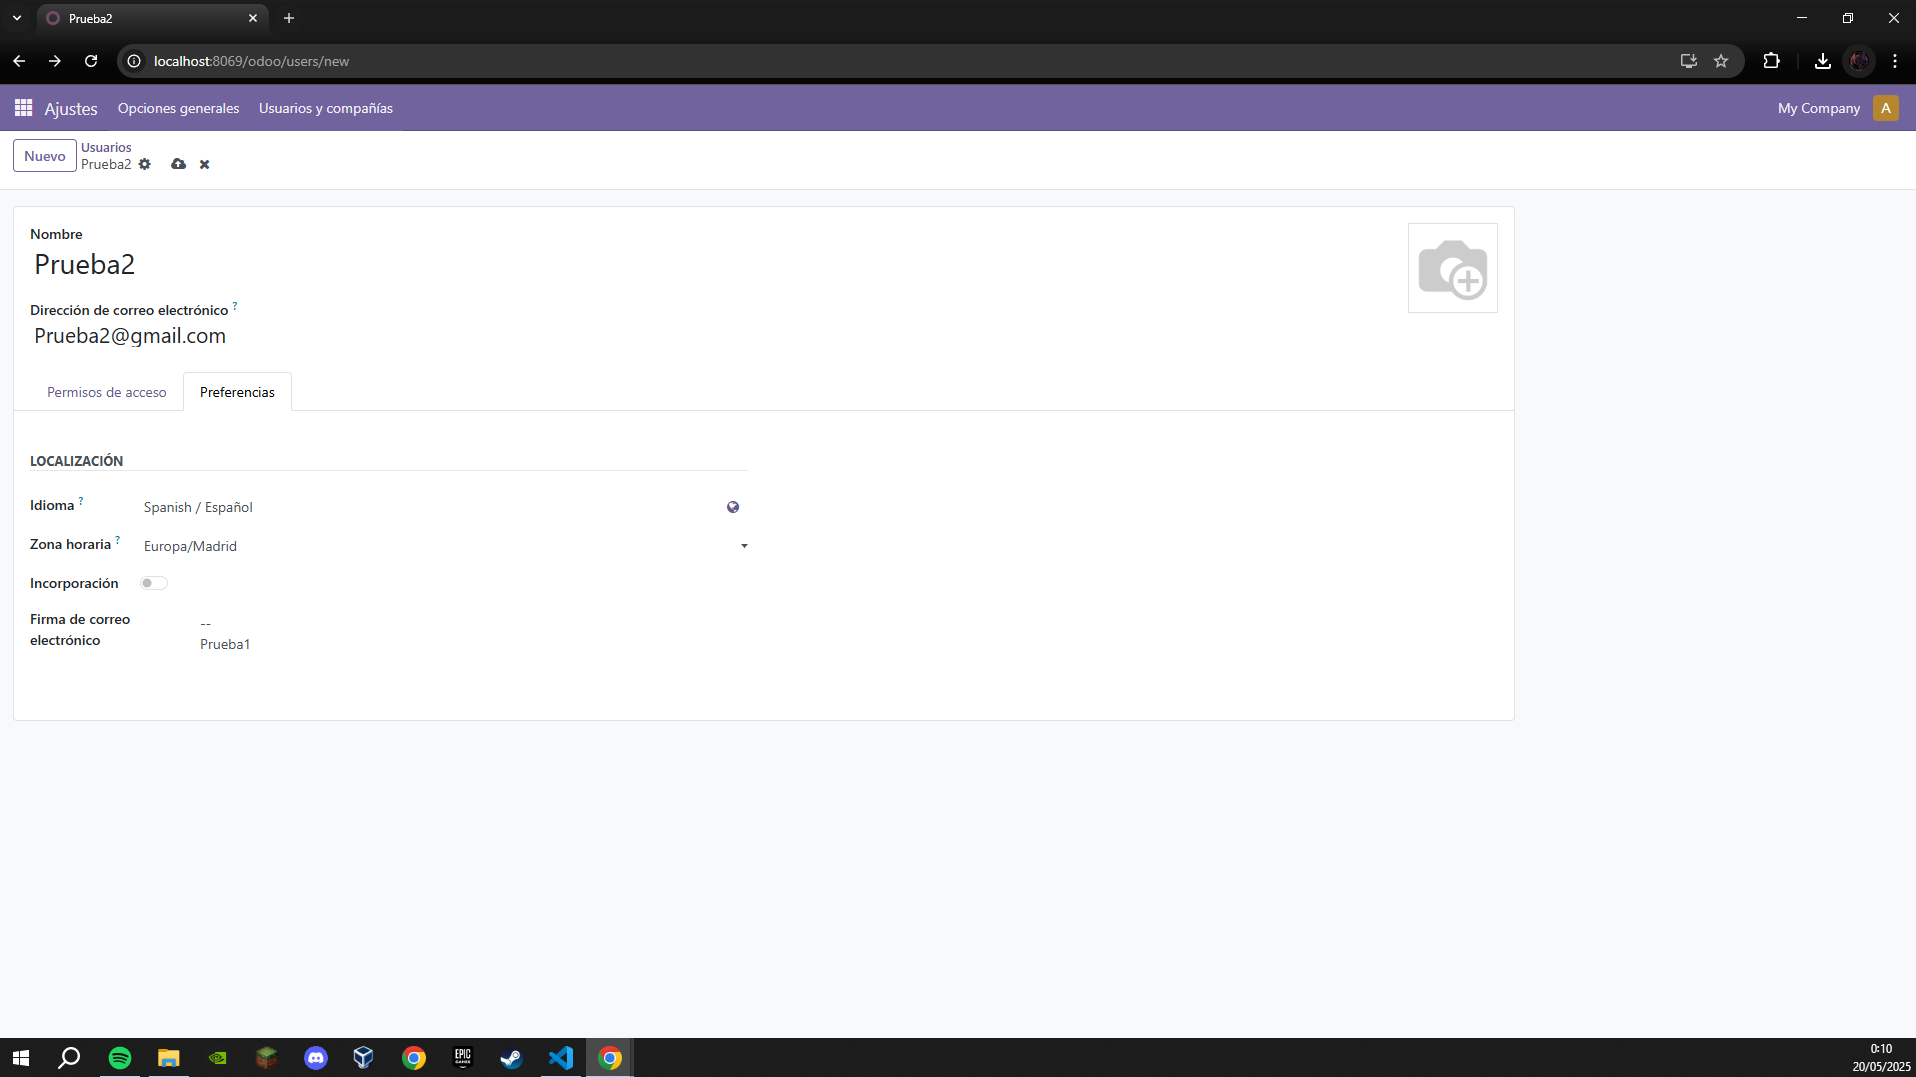 Prueba2
localhost:8069/odoo/users/new
Ajustes
Opciones generales
Usuarios y compañías
My Company
A
Nuevo
Usuarios
Prueba2
Nombre
Prueba2
Dirección de correo electrónico ?
Prueba2@gmail.com
Permisos de acceso
Preferencias
LOCALIZACIÓN
Idioma ?
Spanish / Español
Zona horaria ?
Europa/Madrid
Incorporación
Firma de correo
electrónico
--
Prueba1
EPIC
GAMES
0:10
20/05/2025